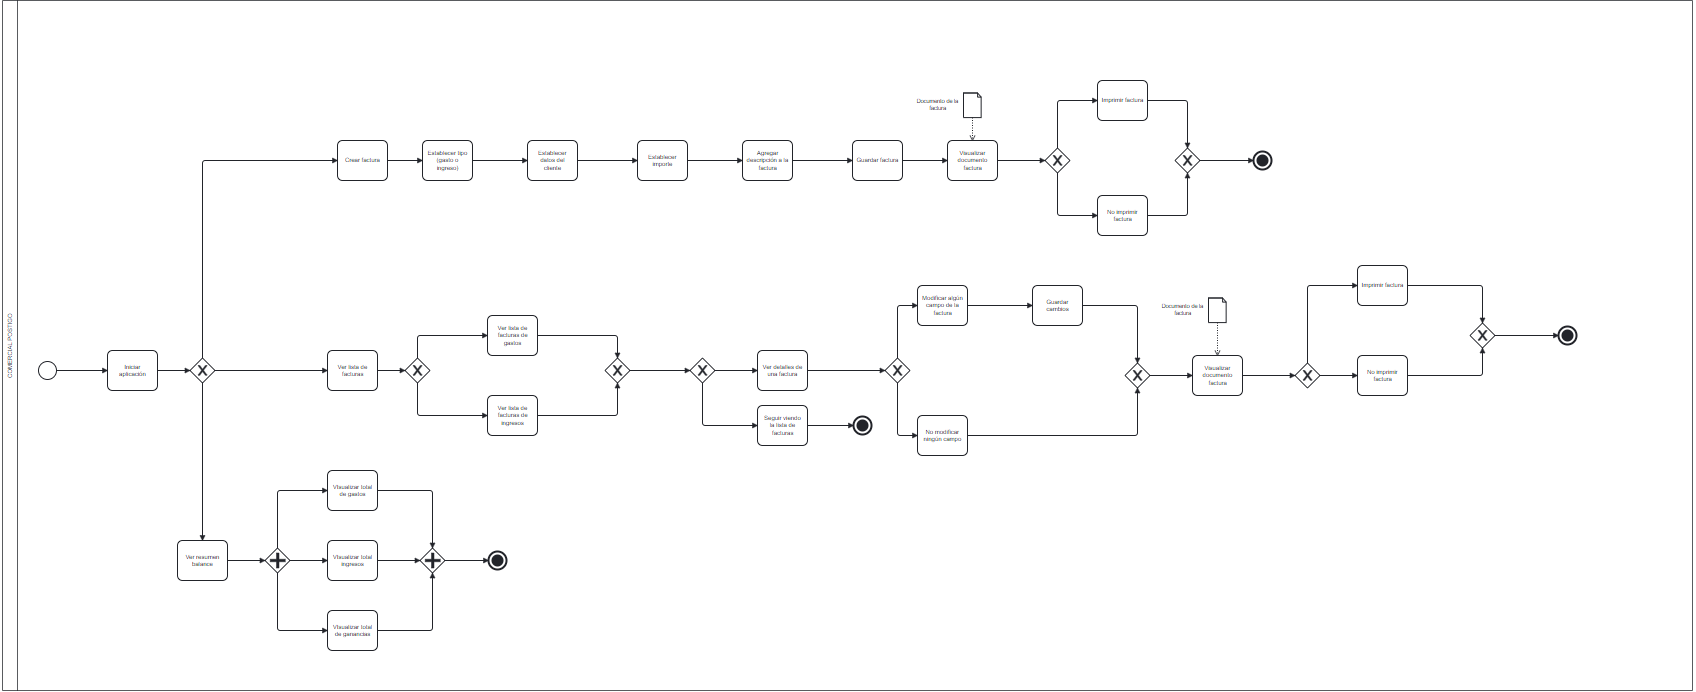 COMERCIAL POSTIGO
Iniciar
aplicación
Crear factura
Establecer tipo
(gasto o
ingreso)
Establecer
datos del
cliente
Establecer
importe
Agregar
descripción a la
factura
Guardar factura
Documento de la
factura
Visualizar
documento
factura
X
Imprimir factura
No imprimir
factura
X
X
Ver lista de
facturas
X
Ver lista de
facturas de
gastos
Ver lista de
facturas de
ingresos
X
X
Ver detalles de
una factura
Seguir viendo
la lista de
facturas
X
Modificar algún
campo de la
factura
Guardar
cambios
No modificar
ningún campo
X
Documento de la
factura
Visualizar
documento
factura
X
Imprimir factura
No imprimir
factura
X
Ver resumen
balance
Visualizar total
de gastos
Visualizar total
ingresos
Visualizar total
de ganancias